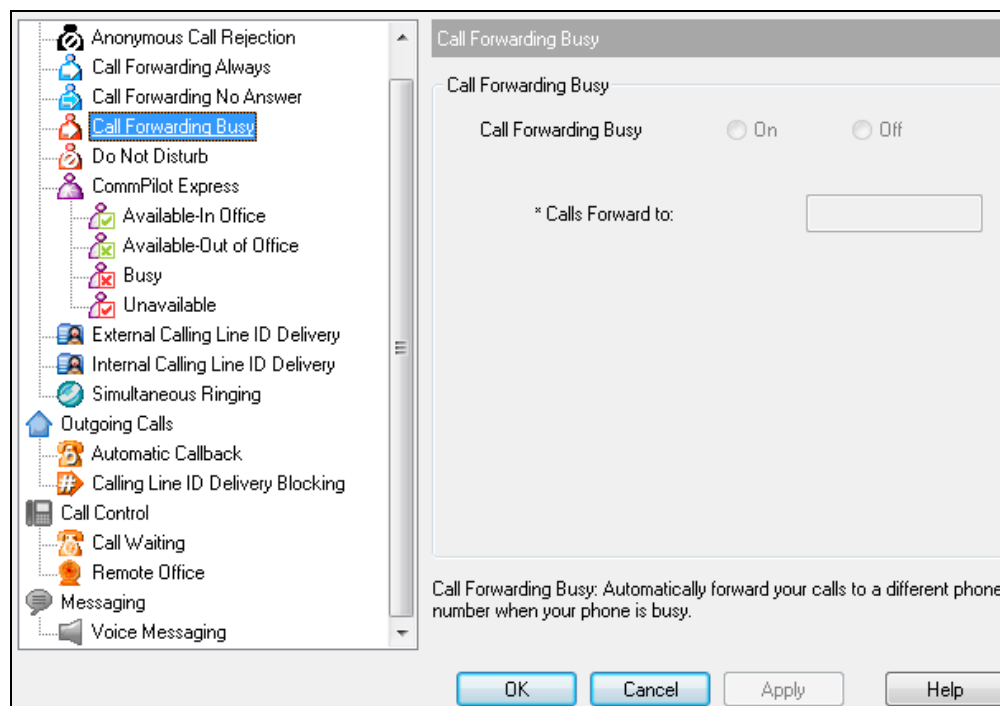 Anonymous Call Rejection
Call Forwarding Always
Call Forwarding No Answer
Call Forwarding Busy
Do Not Disturb
CommPilot Express
Available-In Office
Available-Out of Office
Busy
Unavailable
External Calling Line ID Delivery
Internal Calling Line ID Delivery
Simultaneous Ringing
Outgoing Calls
Automatic Callback
Calling Line ID Delivery Blocking
Call Control
Call Waiting
Remote Office
Messaging
Voice Messaging
Call Forwarding Busy
Call Forwarding Busy
Call Forwarding Busy On Off
* Calls Forward to:
Call Forwarding Busy: Automatically forward your calls to a different phone
number when your phone is busy.
OK Cancel Apply Help